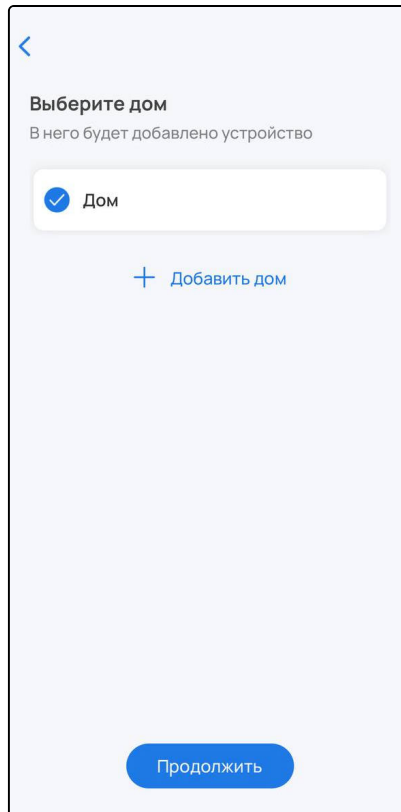 Выберите дом
В него будет добавлено устройство
Дом
Добавить дом
Продолжить